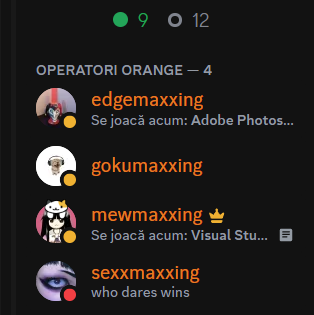 9 12
OPERATORI ORANGE — 4
edgemaxxing
Se joacă acum: Adobe Photos...
gokumaxxing
mewmaxxing
Se joacă acum: Visual Stu...
sexxmaxxing
who dares wins